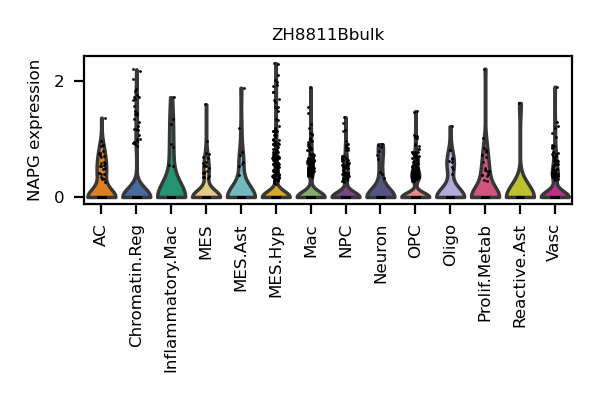 ZH8811Bbulk
NAPG expression
2
0
AC
Chromatin.Reg
Inflammatory.Mac
MES
MES.Ast
MES.Hyp
Mac
NPC
Neuron
OPC
Oligo
Prolif.Metab
Reactive.Ast
Vasc